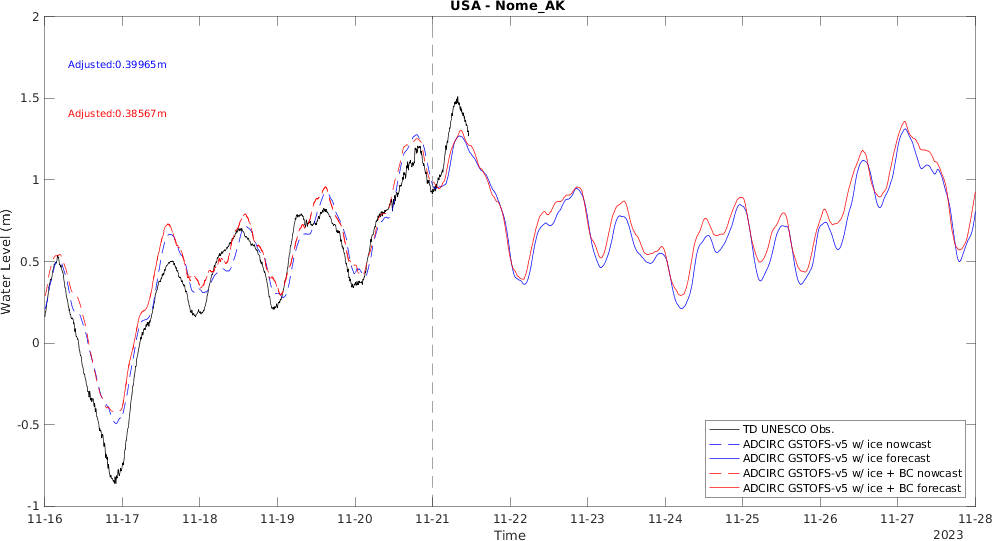 USA - Nome_AK
Adjusted:0.39965m
Adjusted:0.38567m
Water Level (m)
2
1.5
1
0.5
0
-0.5
-1
TD UNESCO Obs.
ADCIRC GSTOFS-v5 w/ ice nowcast
ADCIRC GSTOFS-v5 w/ ice forecast
ADCIRC GSTOFS-v5 w/ ice + BC nowcast
ADCIRC GSTOFS-v5 w/ ice + BC forecast
11-16 11-17 11-18 11-19 11-20 11-21 11-22 11-23 11-24 11-25 11-26 11-27 11-28
Time
2023